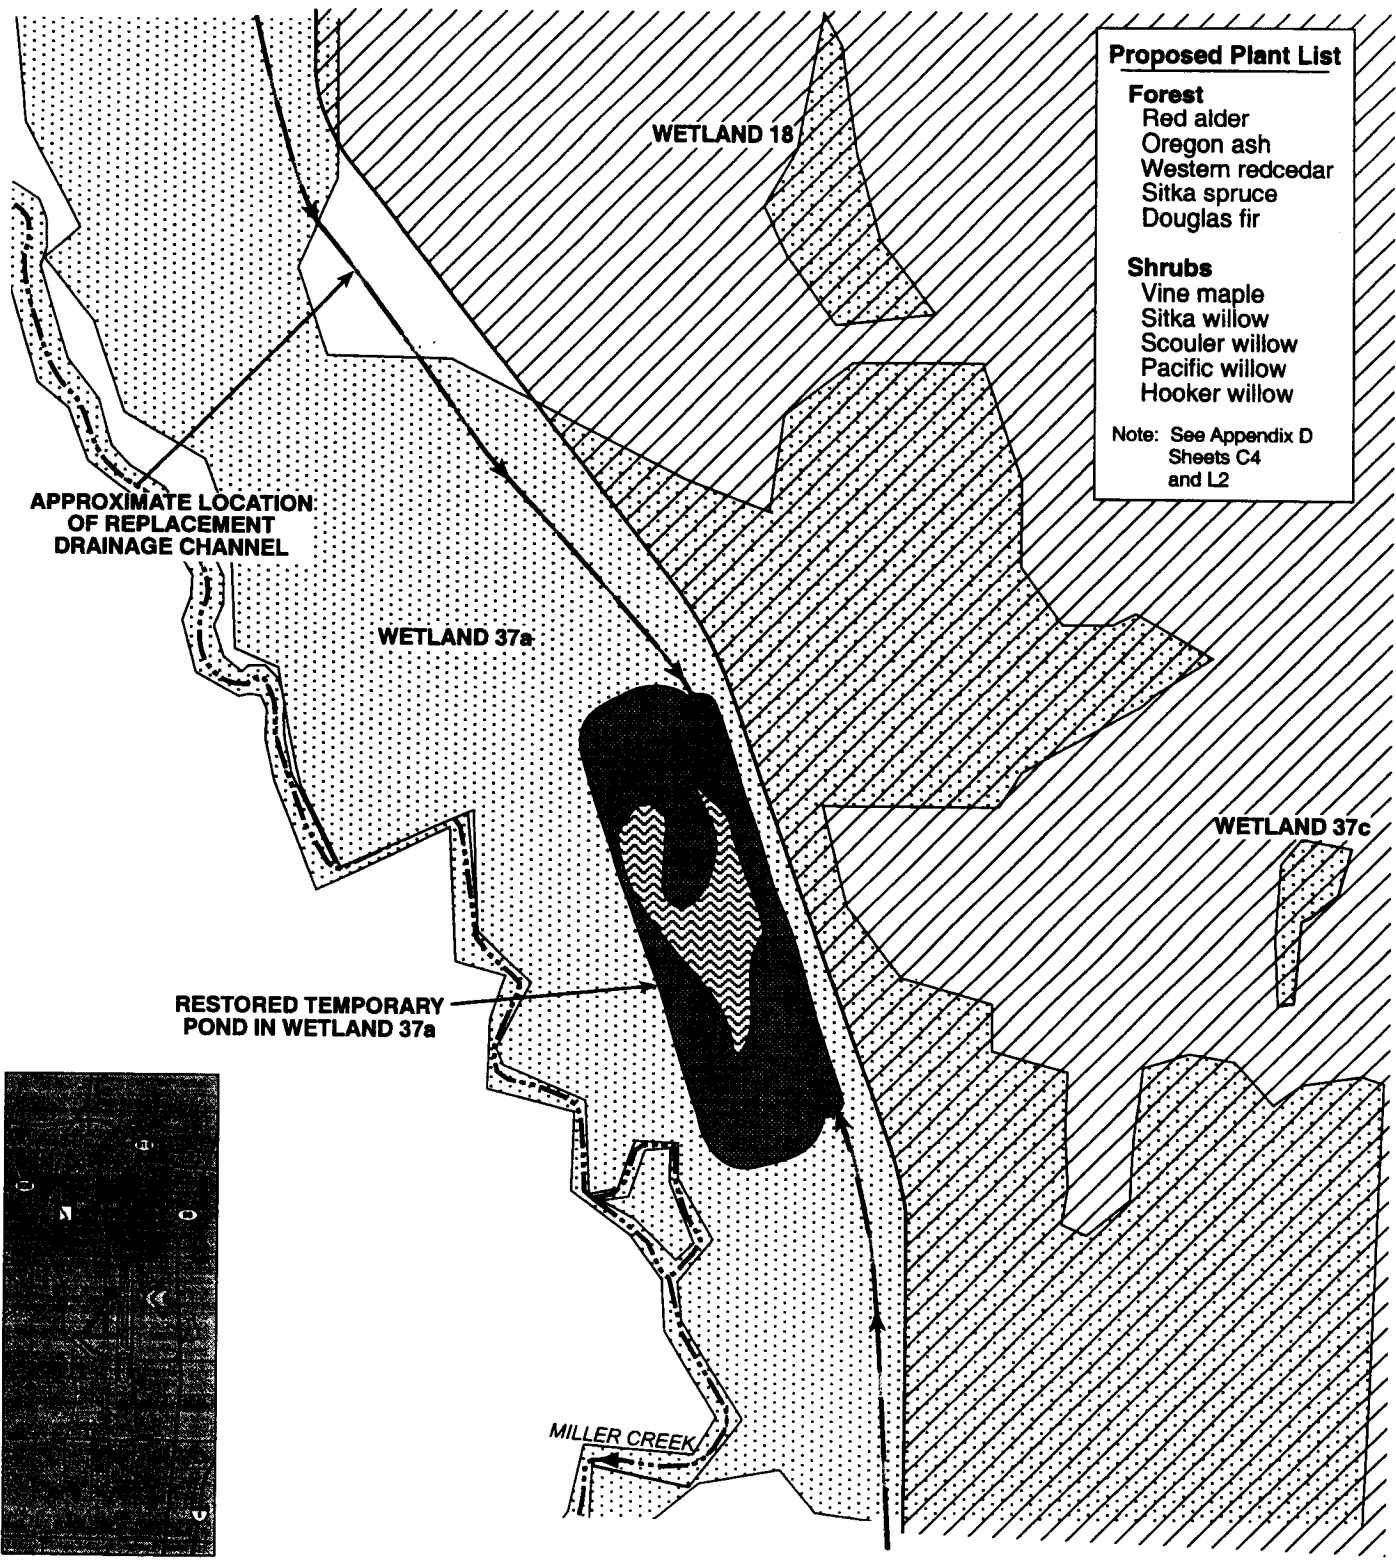 Proposed Plant List
Forest
Red alder
Oregon ash
Western redcedar
Sitka spruce
Douglas fir
Shrubs
Vine maple
Sitka willow
Scouler willow
Pacific willow
Hooker willow
Note: See Appendix D
Sheets C4
and L2
WETLAND 18
APPROXIMATE LOCATION
OF REPLACEMENT
DRAINAGE CHANNEL
WETLAND 37a
WETLAND 37c
RESTORED TEMPORARY
POND IN WETLAND 37a
MILLER CREEK